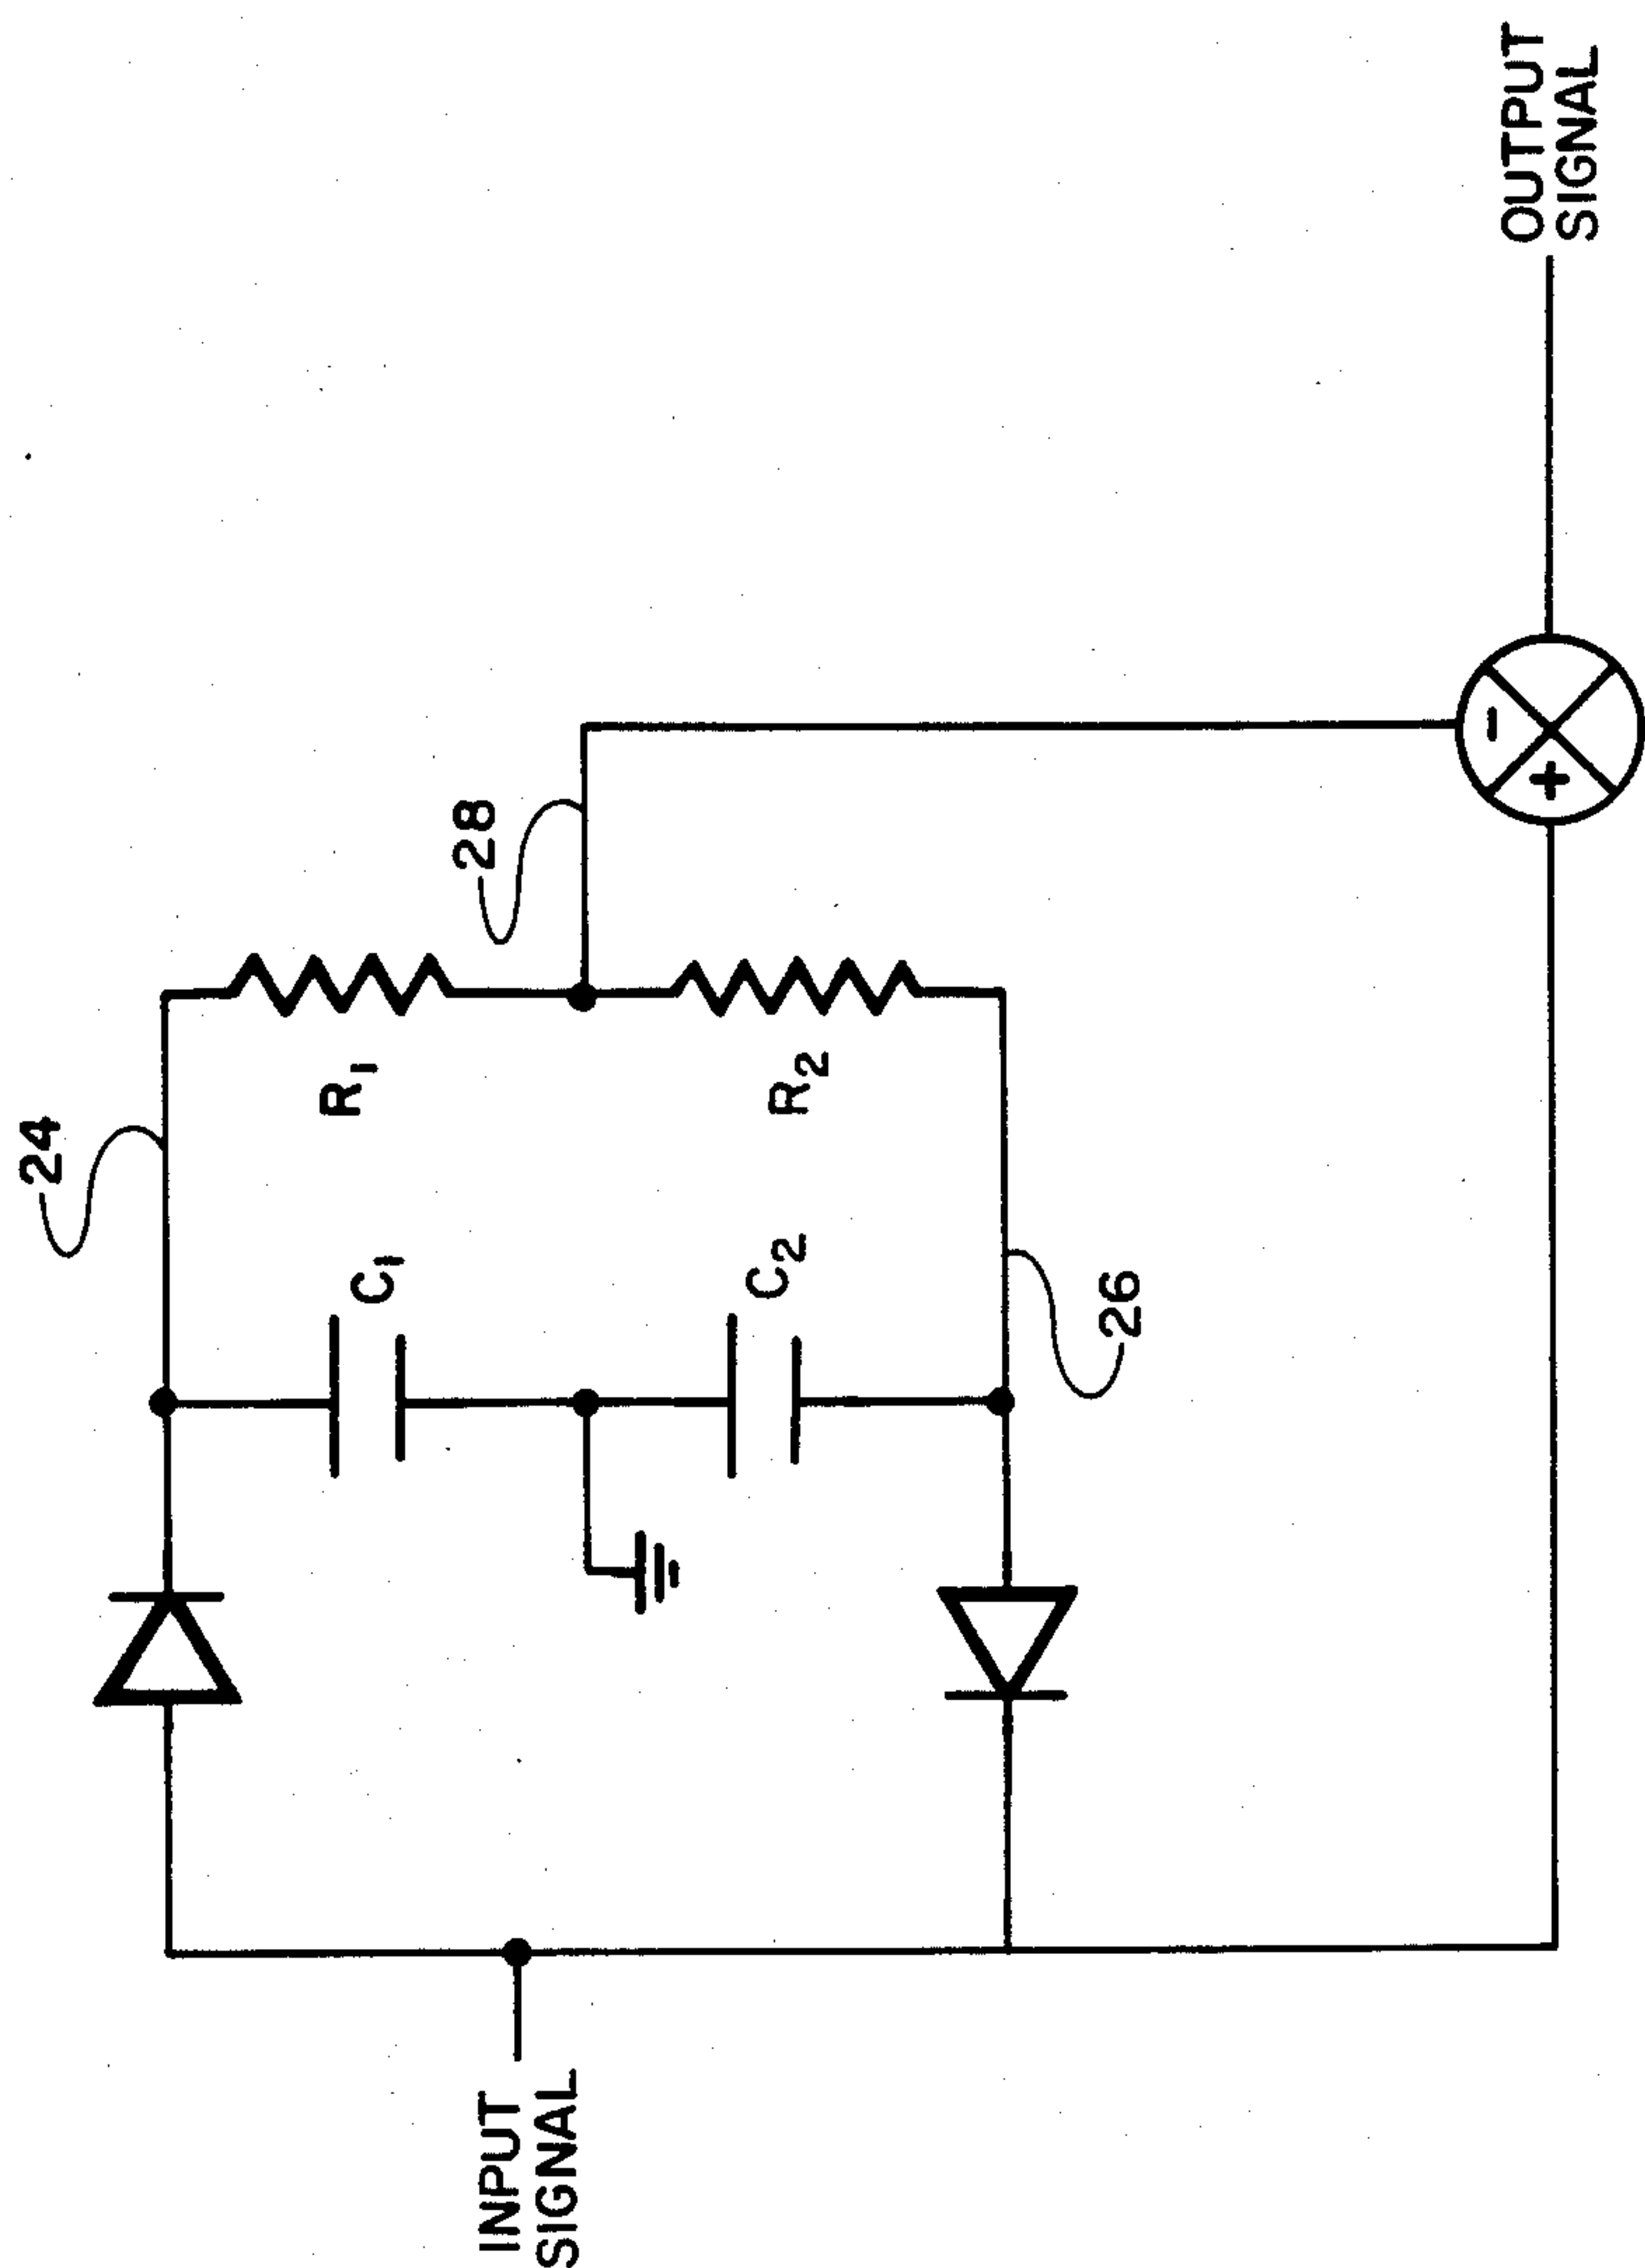 INPUT
SIGNAL
24
C1
R1
28
C2
R2
26
+
-
OUTPUT
SIGNAL